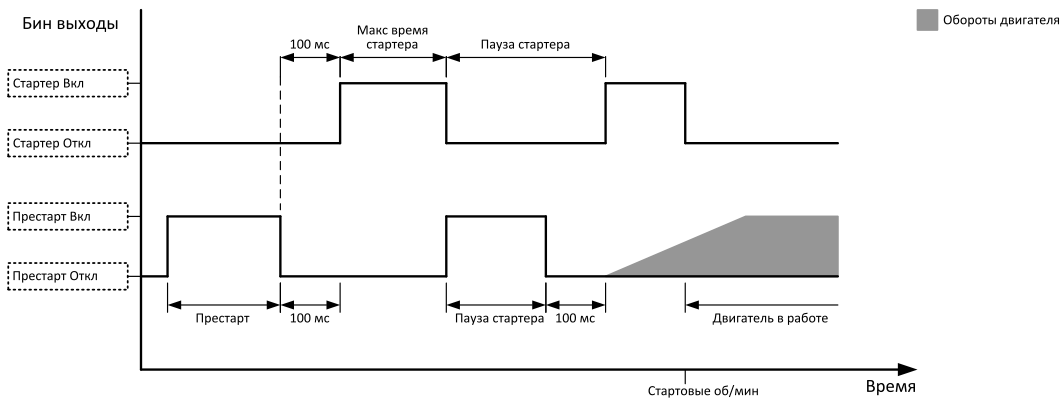 Бин выходы
Обороты двигателя
100 мс
Макс время
стартера
Пауза стартера
Стартер Вкл
Стартер Откл
Престарт Вкл
Престарт Откл
Престарт
100 мс
Пауза стартера
100 мс
Двигатель в работе
Стартовые об/мин
Время